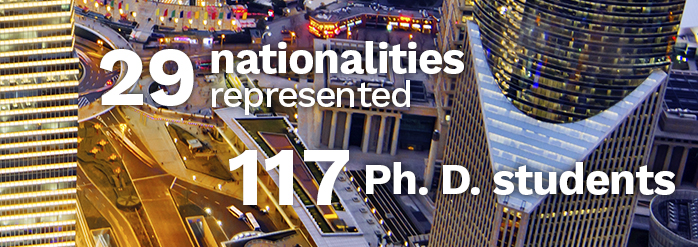 29 nationalities
represented
117 Ph. D. students